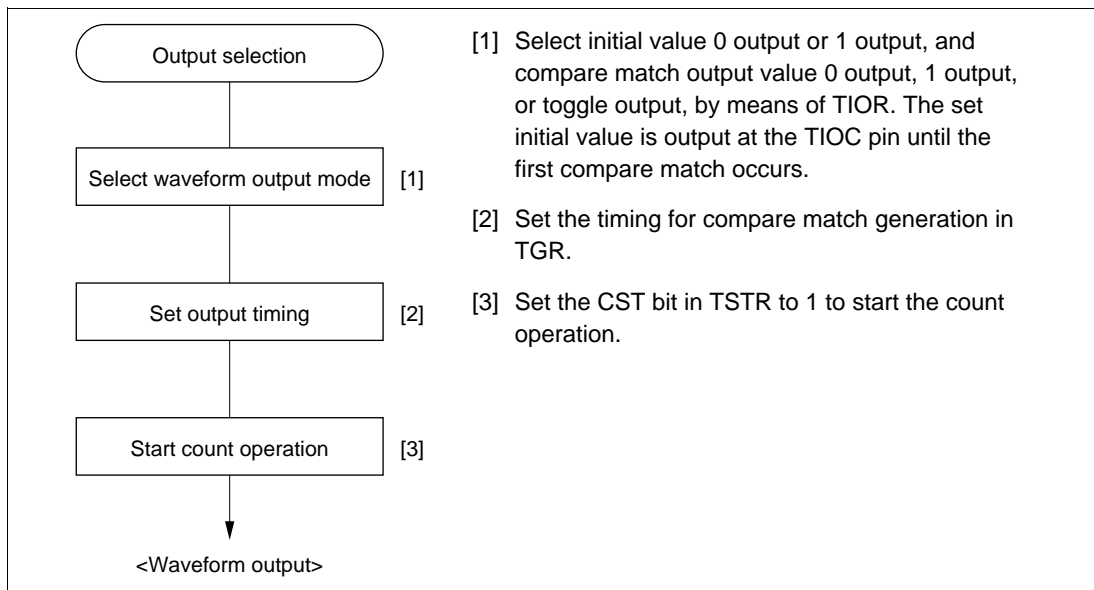 Output selection
Select waveform output mode [1]
Set output timing [2]
Start count operation [3]
<Waveform output>
[1] Select initial value 0 output or 1 output, and
compare match output value 0 output, 1 output,
or toggle output, by means of TIOR. The set
initial value is output at the TIOC pin until the
first compare match occurs.
[2] Set the timing for compare match generation in
TGR.
[3] Set the CST bit in TSTR to 1 to start the count
operation.